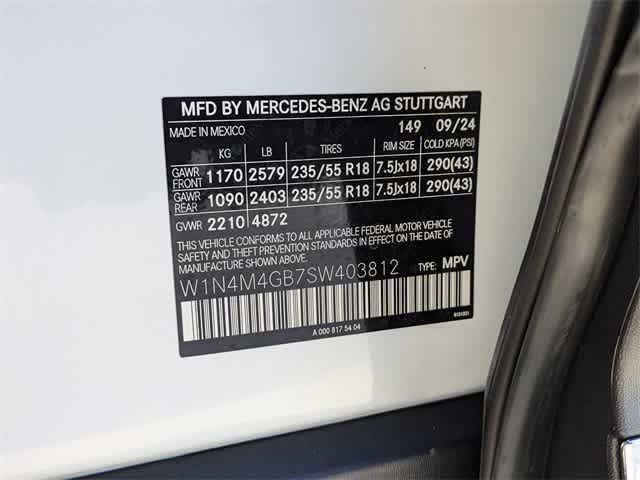 MFD BY MERCEDES-BENZ AG STUTTGART
MADE IN MEXICO 149 09/24
KG LB TIRES RIM SIZE COLD KPA (PSI)
GAWR FRONT 1170 2579 235/55 R18 7.5Jx18 290(43)
GAWR REAR 1090 2403 235/55 R18 7.5Jx18 290(43)
GVWR 2210 4872
THIS VEHICLE CONFORMS TO ALL APPLICABLE FEDERAL MOTOR VEHICLE
SAFETY AND THEFT PREVENTION STANDARDS IN EFFECT ON THE DATE OF
MANUFACTURE SHOWN ABOVE.
W1N4M4GB7SW403812 TYPE: MPV
A 000 817 54 04